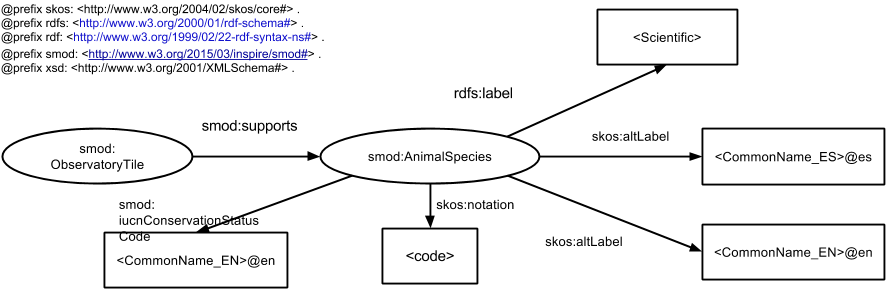 @prefix skos: <http://www.w3.org/2004/02/skos/core#> .
@prefix rdfs: <http://www.w3.org/2000/01/rdf-schema#> .
@prefix rdf: <http://www.w3.org/1999/02/22-rdf-syntax-ns#> .
@prefix smod: <http://www.w3.org/2015/03/inspire/smod#> .
@prefix xsd: <http://www.w3.org/2001/XMLSchema#> .
<Scientific>
rdfs:label
smod:supports
skos:altLabel
smod:
ObservatoryTile
smod:AnimalSpecies
<CommonName_ES>@es
smod:
iucnConservationStatus
Code
skos:notation
skos:altLabel
<CommonName_EN>@en
<code>
<CommonName_EN>@en